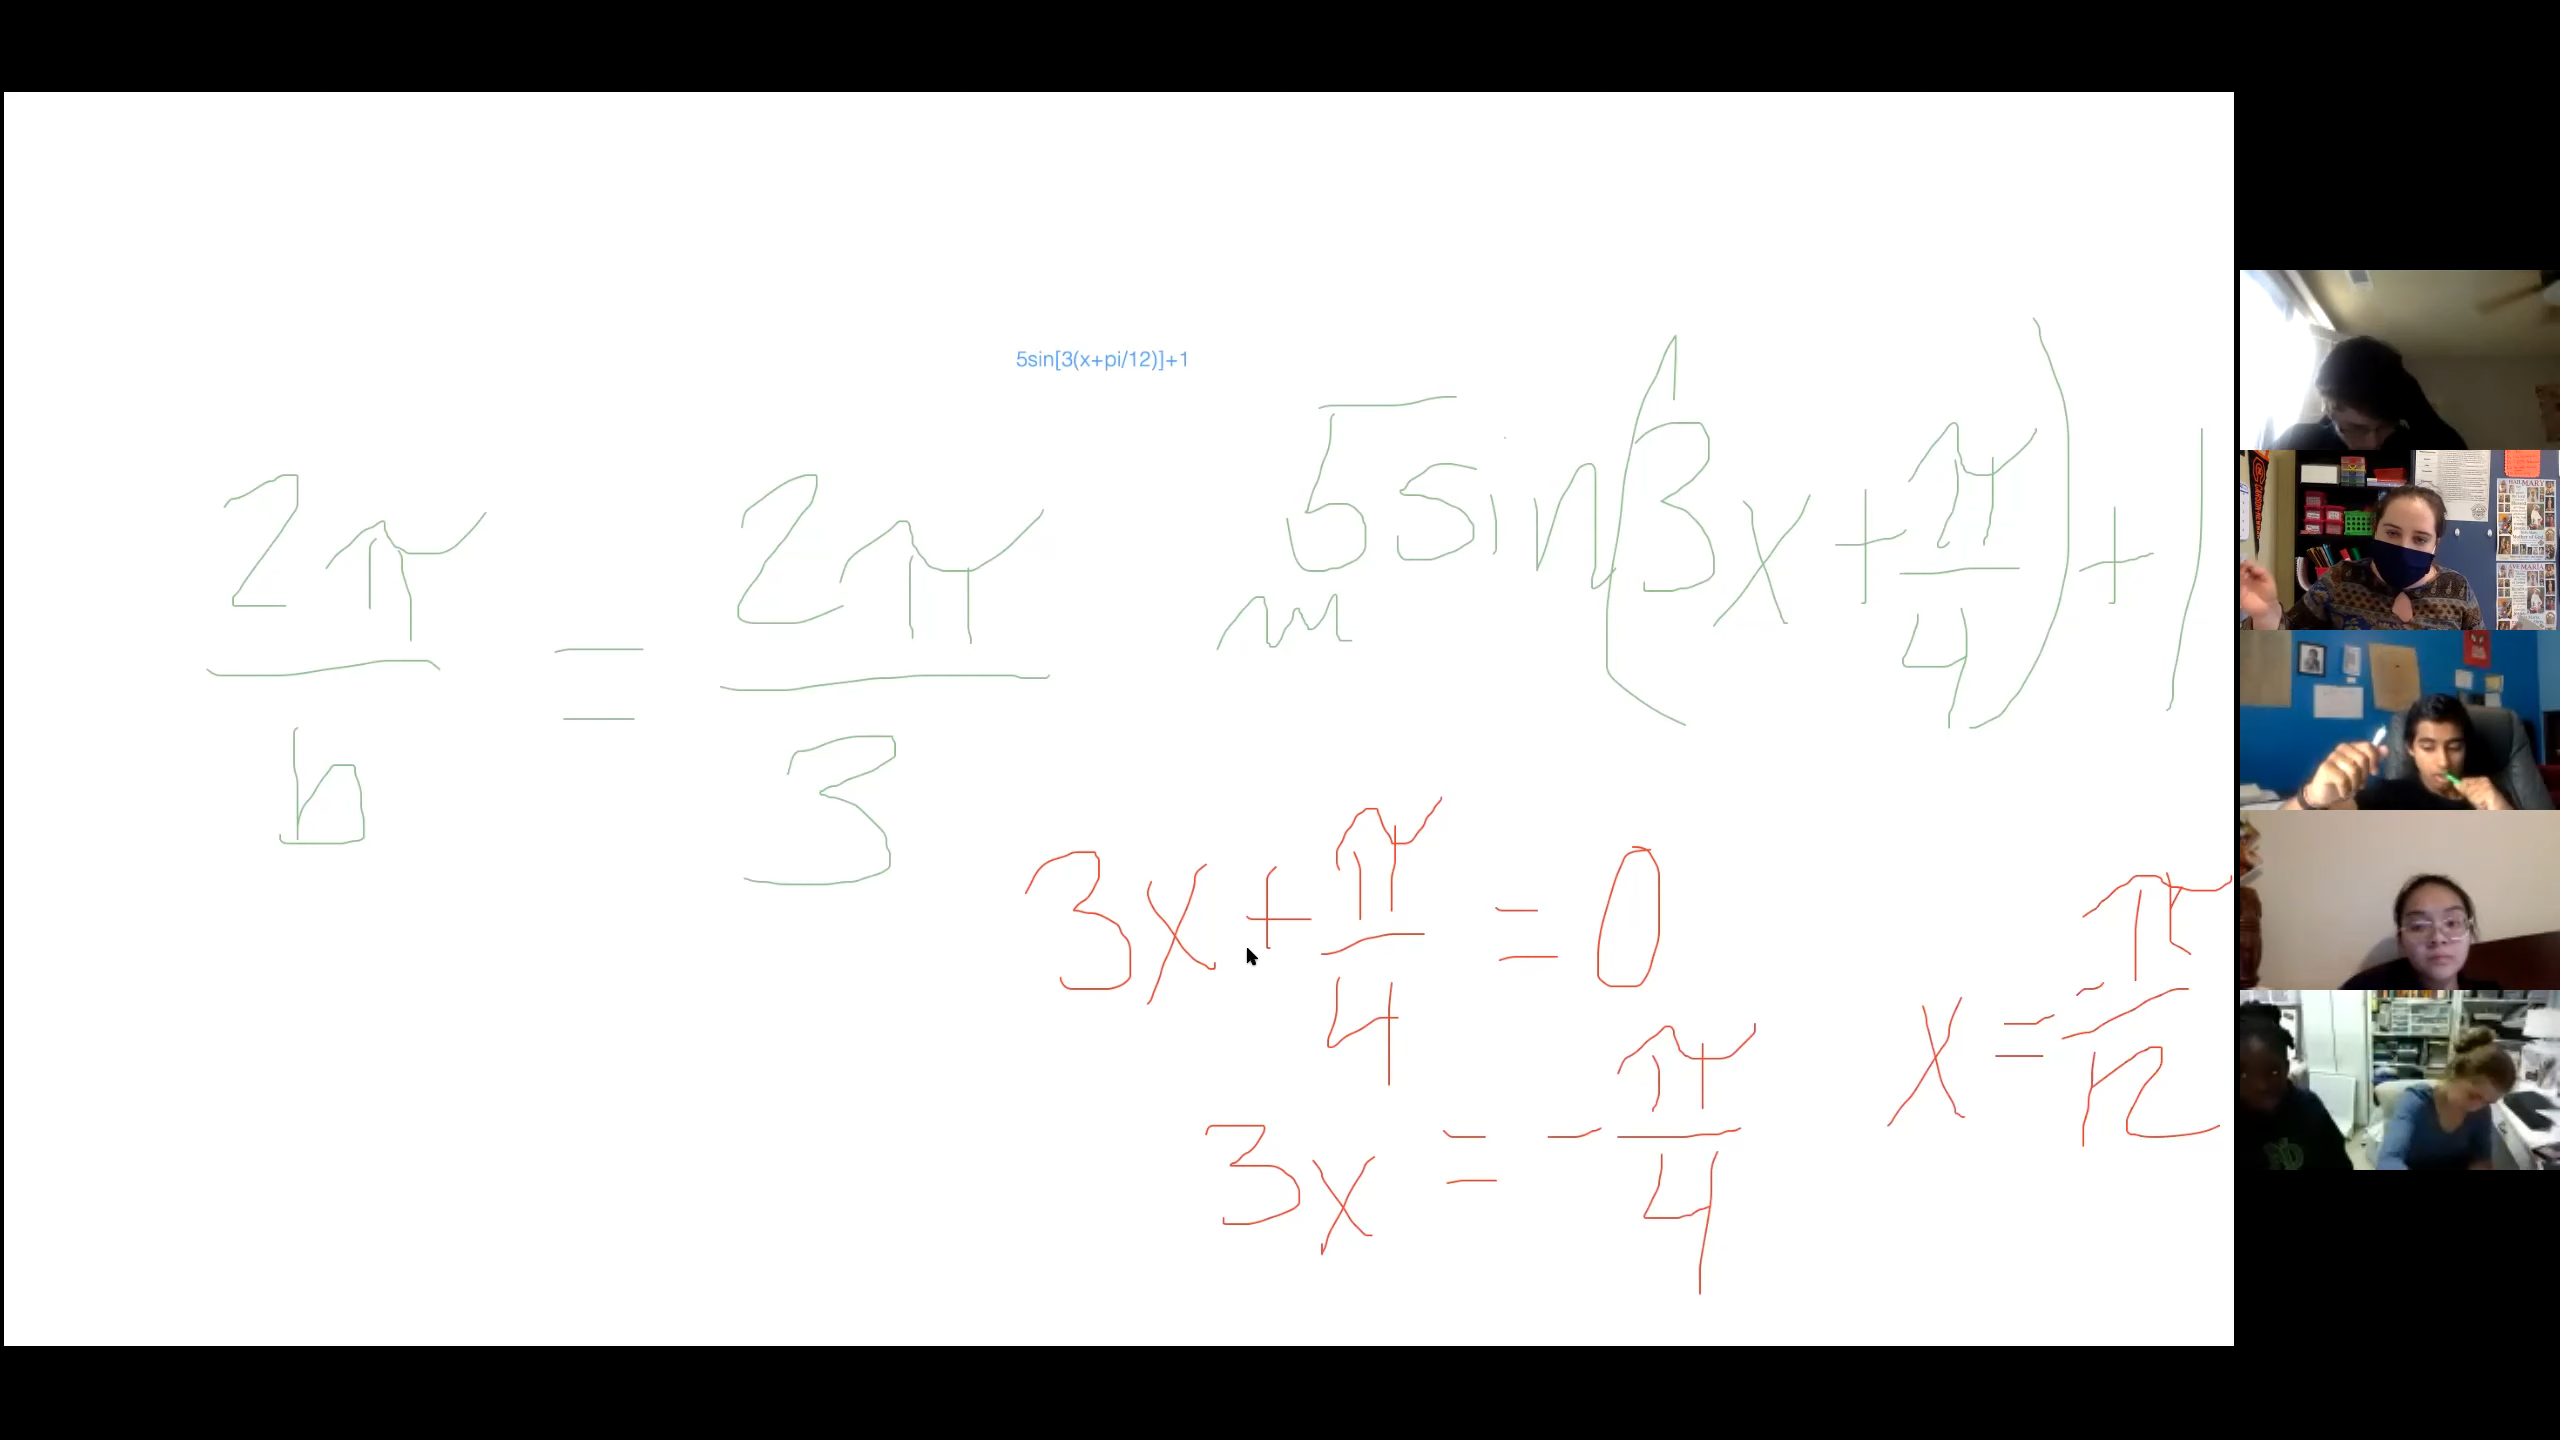 5sin[3(x+pi/12)]+1
2π/b = 2π/3
5sin(3x+π/4)+1
3x+π/4 = 0
3x = -π/4
x = -π/12